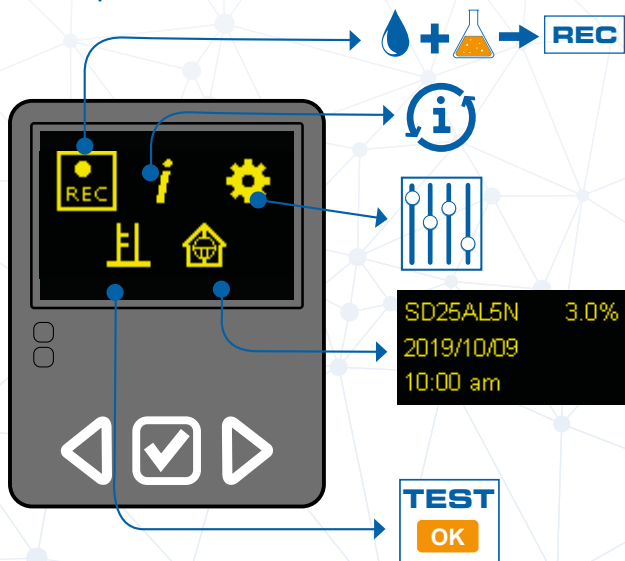 REC
REC
i
i
SD25AL5N 3.0%
2019/10/09
10:00 am
TEST
OK